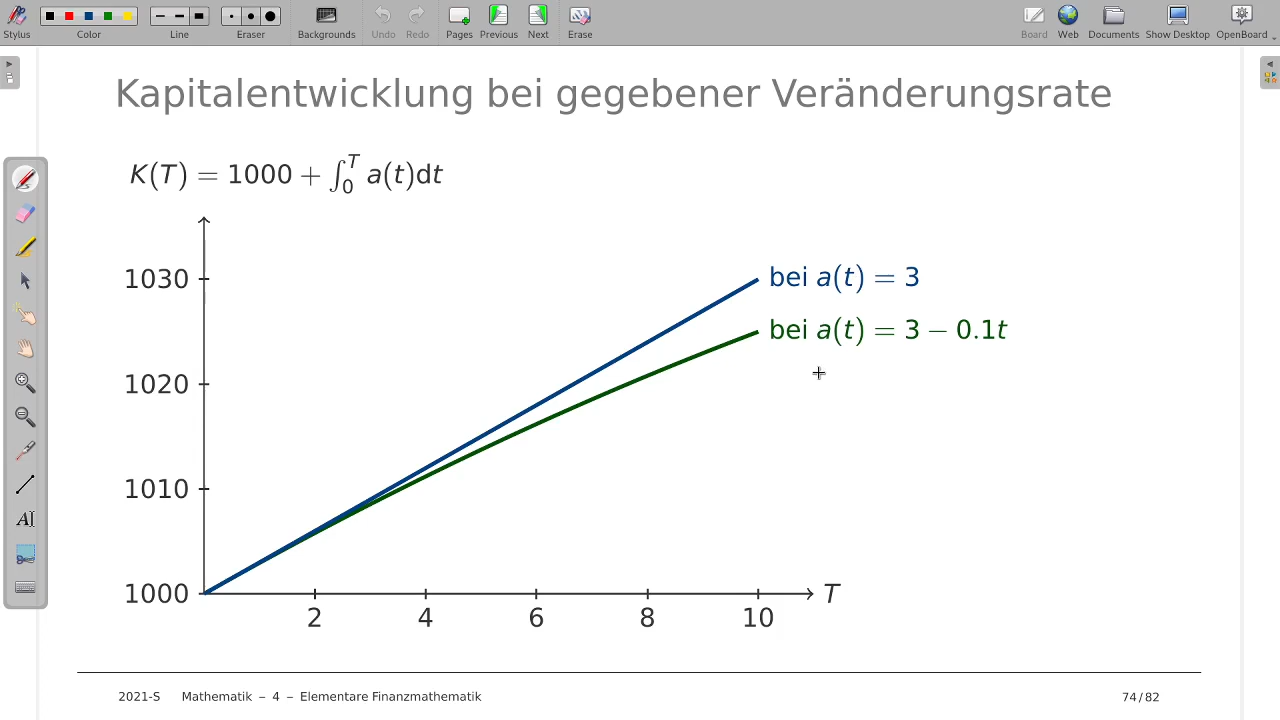 Stylus Color Line Eraser Backgrounds Undo Redo Pages Previous Next Erase Board Web Documents Show Desktop OpenBoard
Kapitalentwicklung bei gegebener Veränderungsrate
K(T) = 1000 + ∫₀ᵀ a(t)dt
1030
bei a(t) = 3
bei a(t) = 3 − 0.1t
1020
1010
1000
T
2 4 6 8 10
2021-S Mathematik – 4 – Elementare Finanzmathematik 74/82